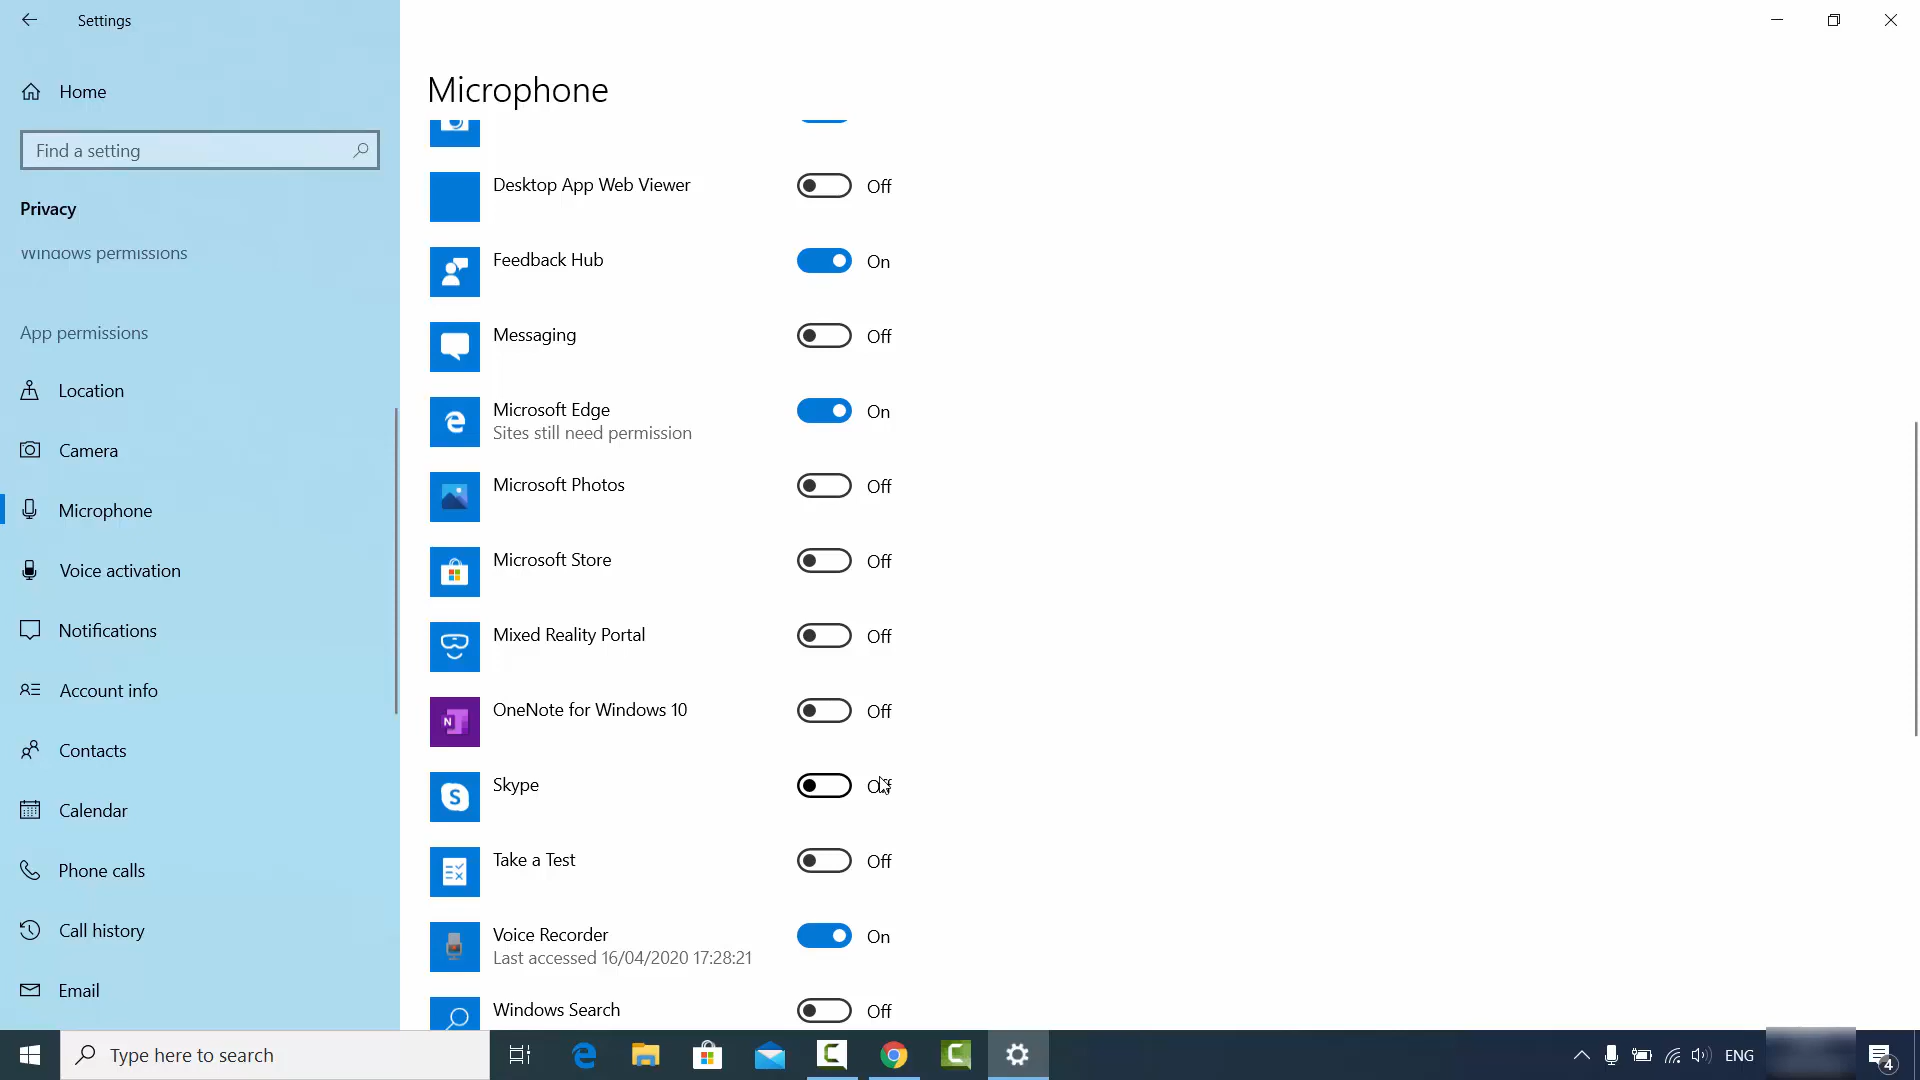 Settings
Home
Find a setting
Privacy
Windows permissions
App permissions
Location
Camera
Microphone
Voice activation
Notifications
Account info
Contacts
Calendar
Phone calls
Call history
Email
Microphone
Desktop App Web Viewer Off
Feedback Hub On
Messaging Off
Microsoft Edge On
Sites still need permission
Microsoft Photos Off
Microsoft Store Off
Mixed Reality Portal Off
OneNote for Windows 10 Off
Skype Off
Take a Test Off
Voice Recorder On
Last accessed 16/04/2020 17:28:21
Windows Search Off
Type here to search
ENG
4